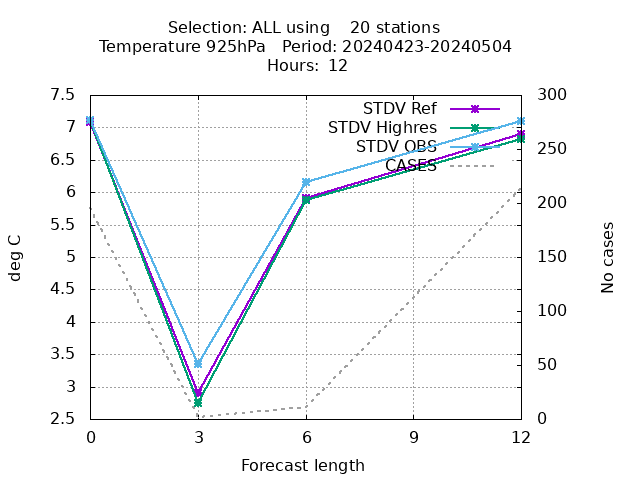 Selection: ALL using    20 stations
Temperature 925hPa   Period: 20240423-20240504
Hours:  12
7.5
7
6.5
6
5.5
5
4.5
4
3.5
3
2.5
300
250
200
150
100
50
0
STDV Ref
STDV Highres
STDV OBS
CASES
deg C
No cases
0 3 6 9 12
Forecast length